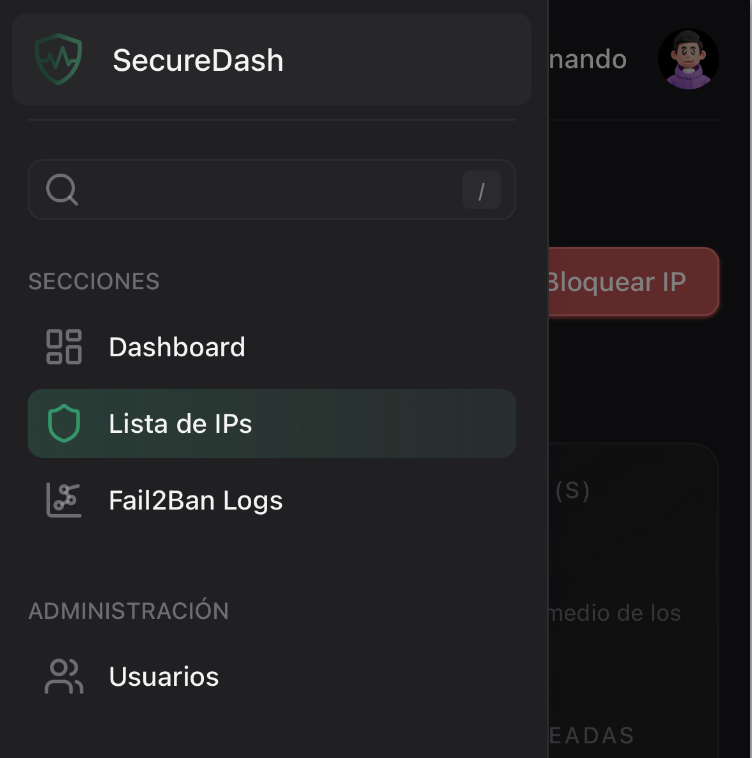 SecureDash
nando
/
Bloquear IP
SECCIONES
Dashboard
Lista de IPs
(S)
Fail2Ban Logs
medio de los
ADMINISTRACIÓN
Usuarios
EADAS